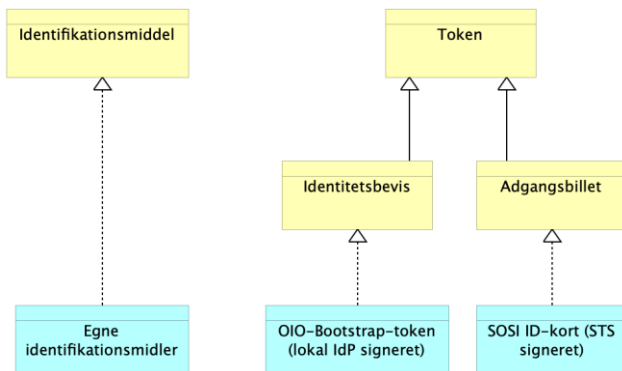 Identifikationsmiddel
Token
Identitetsbevis
Adgangsbillet
Egne
identifikationsmidler
OIO-Bootstrap-token
(lokal IdP signeret)
SOSI ID-kort (STS
signeret)